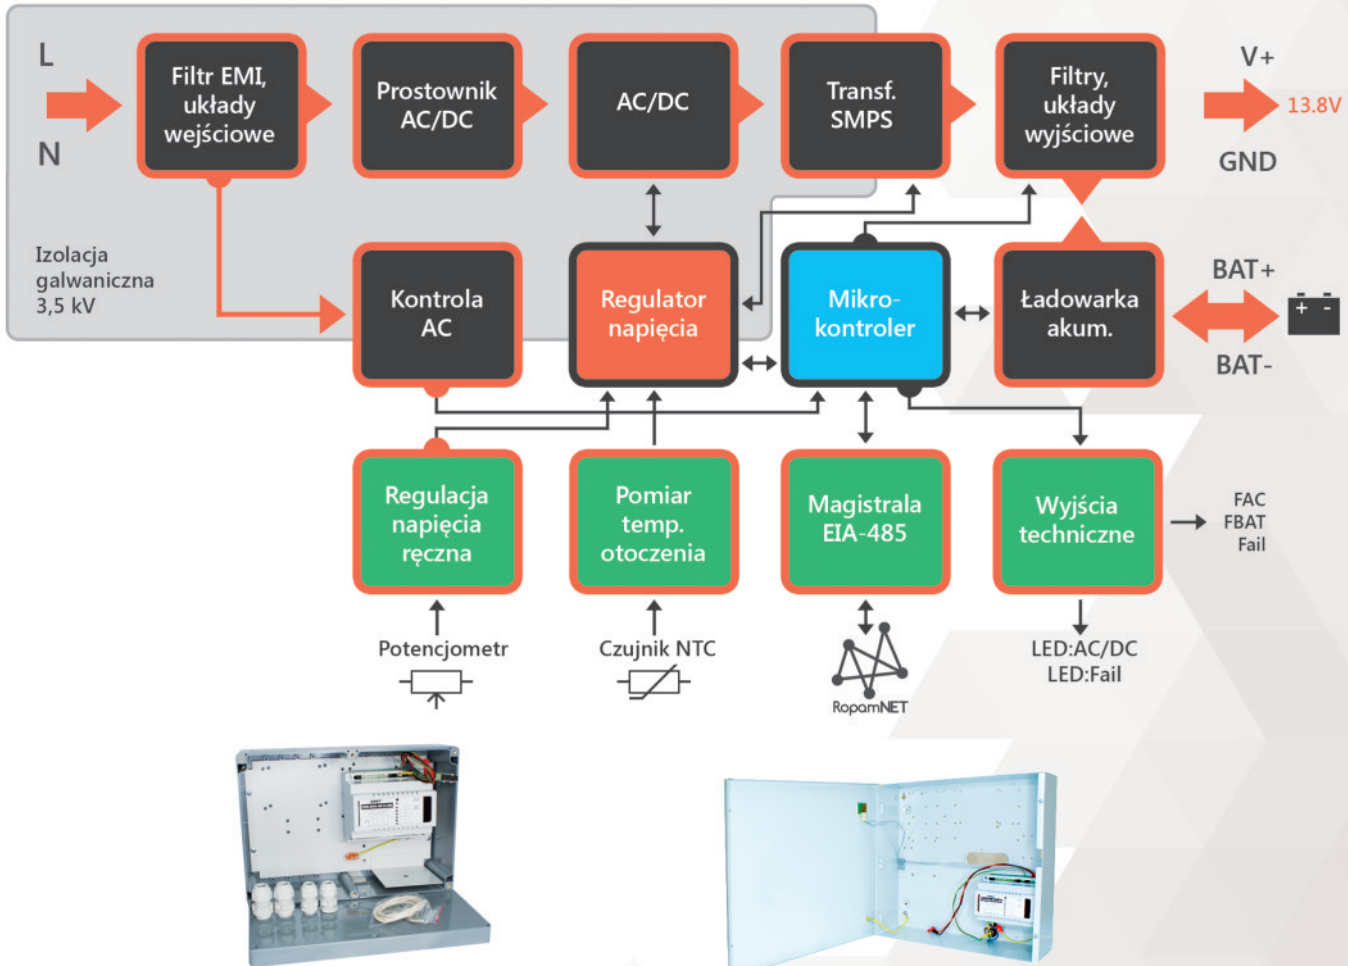 L
N
Filtr EMI,
układy
wejściowe
Prostownik
AC/DC
AC/DC
Transf.
SMPS
Filtry,
układy
wyjściowe
V+
13.8V
GND
Izolacja
galwaniczna
3,5 kV
Kontrola
AC
Regulator
napięcia
Mikro-
kontroler
Ładowarka
akum.
BAT+
+ -
BAT-
Regulacja
napięcia
ręczna
Pomiar
temp.
otoczenia
Magistrala
EIA-485
Wyjścia
techniczne
FAC
FBAT
Fail
Potencjometr
Czujnik NTC
RopamNET
LED:AC/DC
LED:Fail